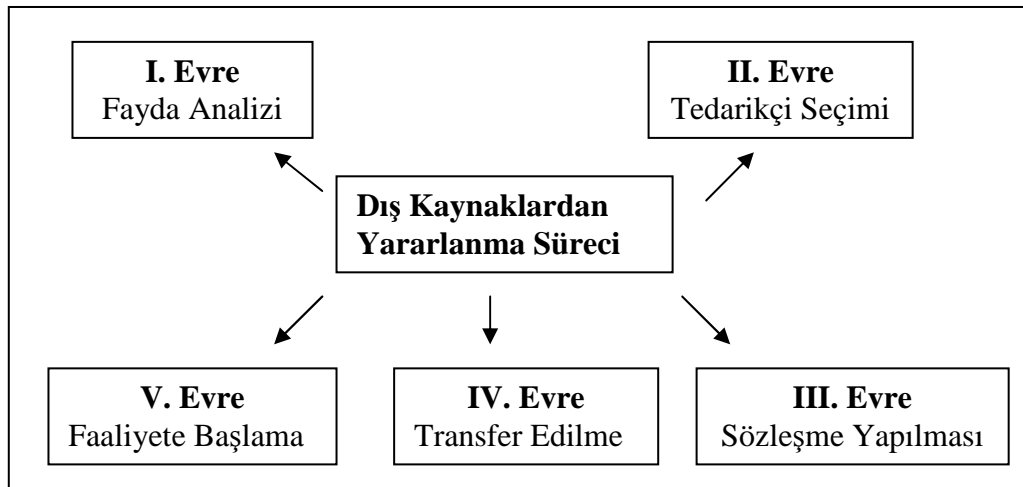 I. Evre
Fayda Analizi
II. Evre
Tedarikçi Seçimi
Dış Kaynaklardan
Yararlanma Süreci
V. Evre
Faaliyete Başlama
IV. Evre
Transfer Edilme
III. Evre
Sözleşme Yapılması